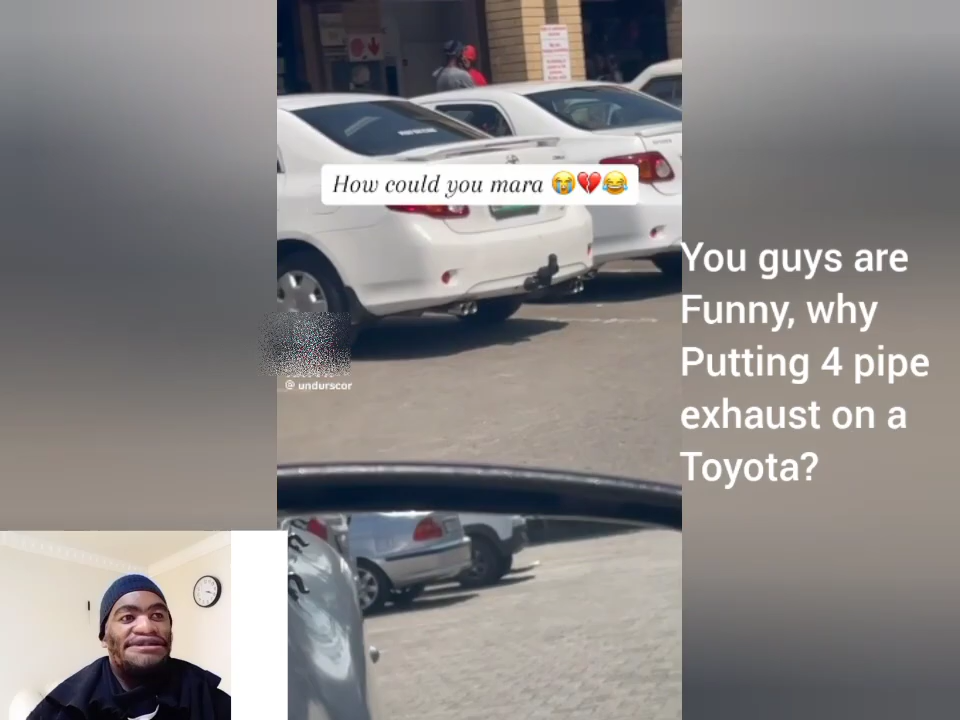 How could you mara 😭💔😂
You guys are
Funny, why
Putting 4 pipe
exhaust on a
Toyota?
@ undurscor